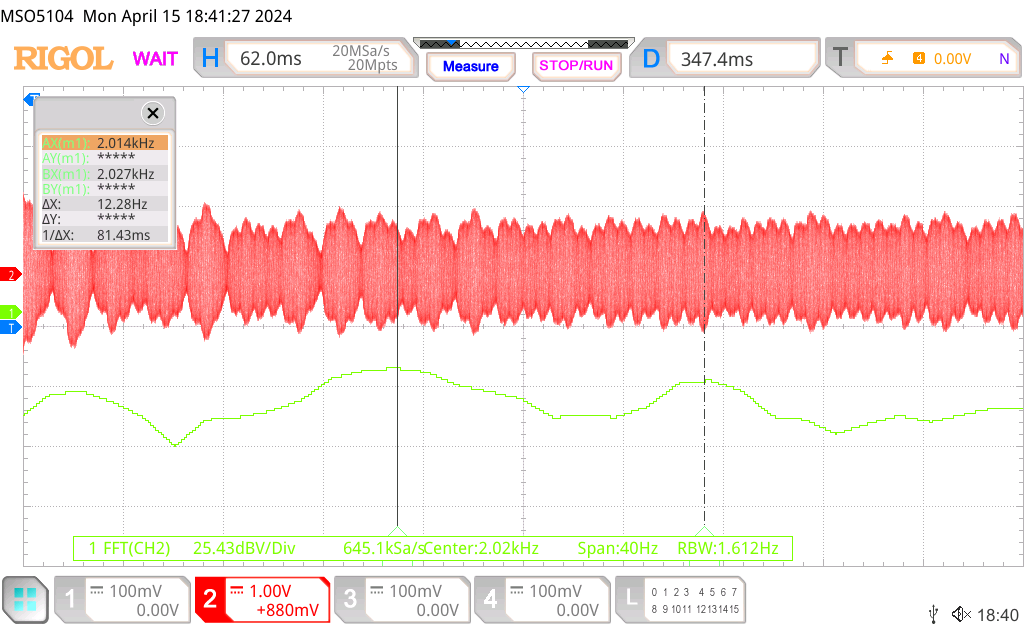 MSO5104 Mon April 15 18:41:27 2024
RIGOL WAIT H 62.0ms 20MSa/s 20Mpts Measure STOP/RUN D 347.4ms T 4 0.00V N
T
AX(m1): 2.014kHz
AY(m1): *****
BX(m1): 2.027kHz
BY(m1): *****
ΔX: 12.28Hz
ΔY: *****
1/ΔX: 81.43ms
2
1
T
1 FFT(CH2) 25.43dBV/Div 645.1kSa/s Center:2.02kHz Span:40Hz RBW:1.612Hz
1 100mV 0.00V
2 1.00V +880mV
3 100mV 0.00V
4 100mV 0.00V
L 0 1 2 3 4 5 6 7
8 9 10 11 12 13 14 15
18:40